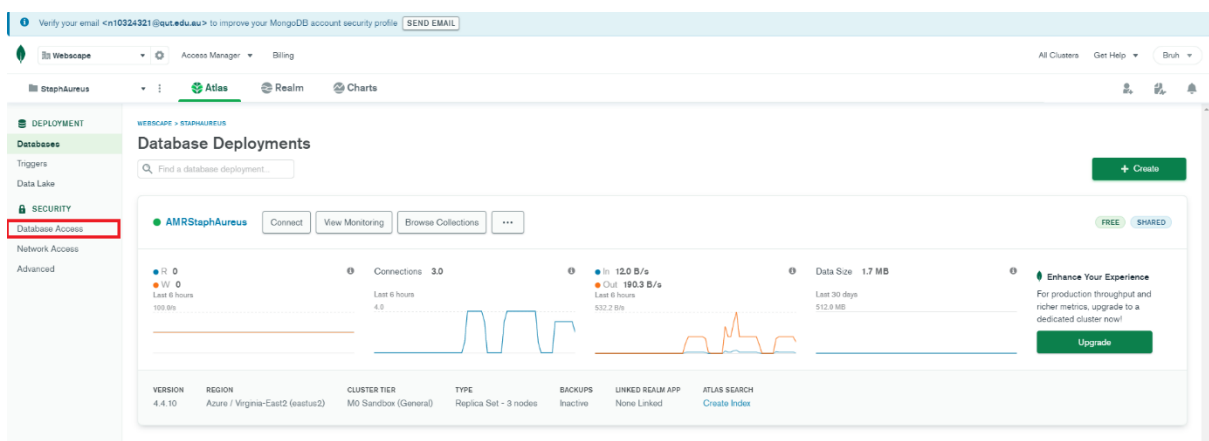 Verify your email <n10324321@qut.edu.au> to improve your MongoDB account security profile SEND EMAIL
Webscape Access Manager Billing All Clusters Get Help Bruh
StaphAureus Atlas Realm Charts
DEPLOYMENT
Databases
Triggers
Data Lake
SECURITY
Database Access
Network Access
Advanced
WEBSCAPE > STAPHAUREUS
Database Deployments
Find a database deployment...
+ Create
AMRStaphAureus Connect View Monitoring Browse Collections ... FREE SHARED
R 0
W 0
Last 6 hours
100.0/s
Connections 3.0
Last 6 hours
4.0
In 12.0 B/s
Out 190.3 B/s
Last 6 hours
532.2 B/s
Data Size 1.7 MB
Last 30 days
512.0 MB
Enhance Your Experience
For production throughput and
richer metrics, upgrade to a
dedicated cluster now!
Upgrade
VERSION REGION CLUSTER TIER TYPE BACKUPS LINKED REALM APP ATLAS SEARCH
4.4.10 Azure / Virginia-East2 (eastus2) M0 Sandbox (General) Replica Set - 3 nodes Inactive None Linked Create Index